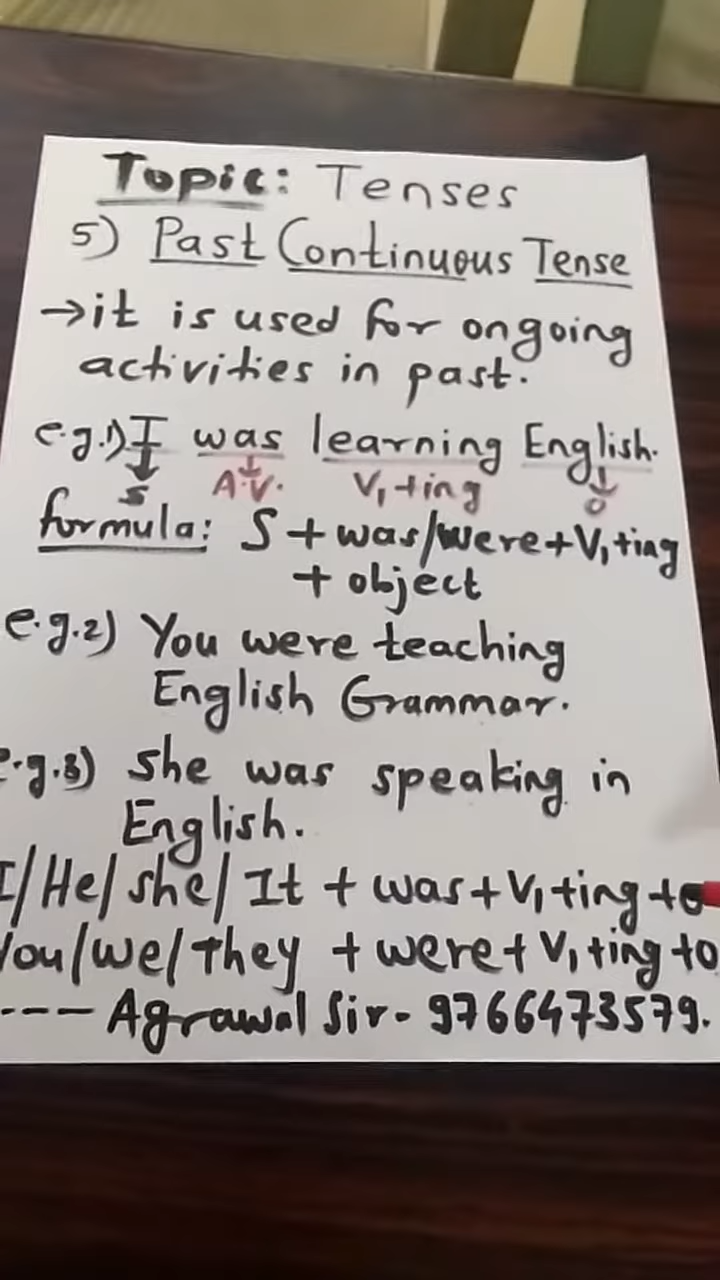 Topic: Tenses
5) Past Continuous Tense
→it is used for ongoing
activities in past.
e.g.1) I was learning English.
S A.V. V₁+ing O
formula: S + was/were+V₁+ing
+ object
e.g.2) You were teaching
English Grammar.
e.g.3) she was speaking in
English.
I/He/she/ It + was+V₁+ing+o
You/we/They + were+V₁+ing+o
---- Agrawal Sir- 9766473579.